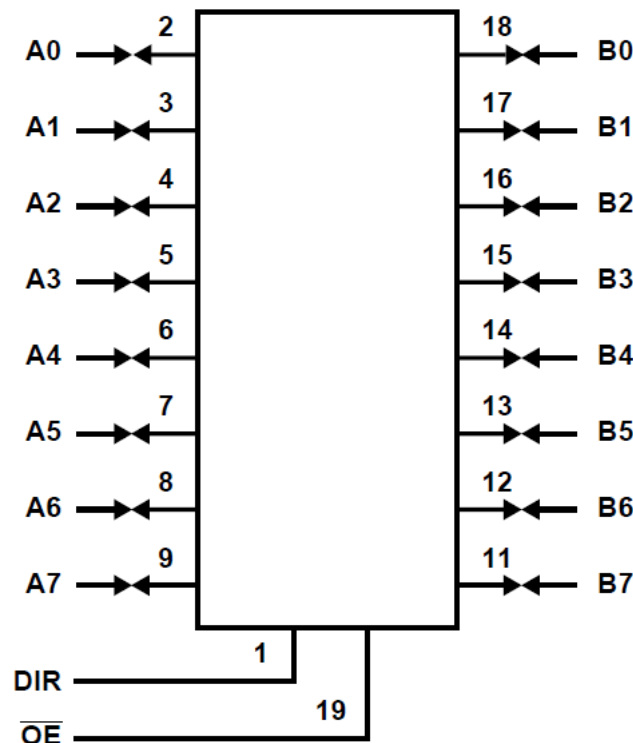 A0 2 18 B0
A1 3 17 B1
A2 4 16 B2
A3 5 15 B3
A4 6 14 B4
A5 7 13 B5
A6 8 12 B6
A7 9 11 B7
DIR 1
O̅E̅ 19